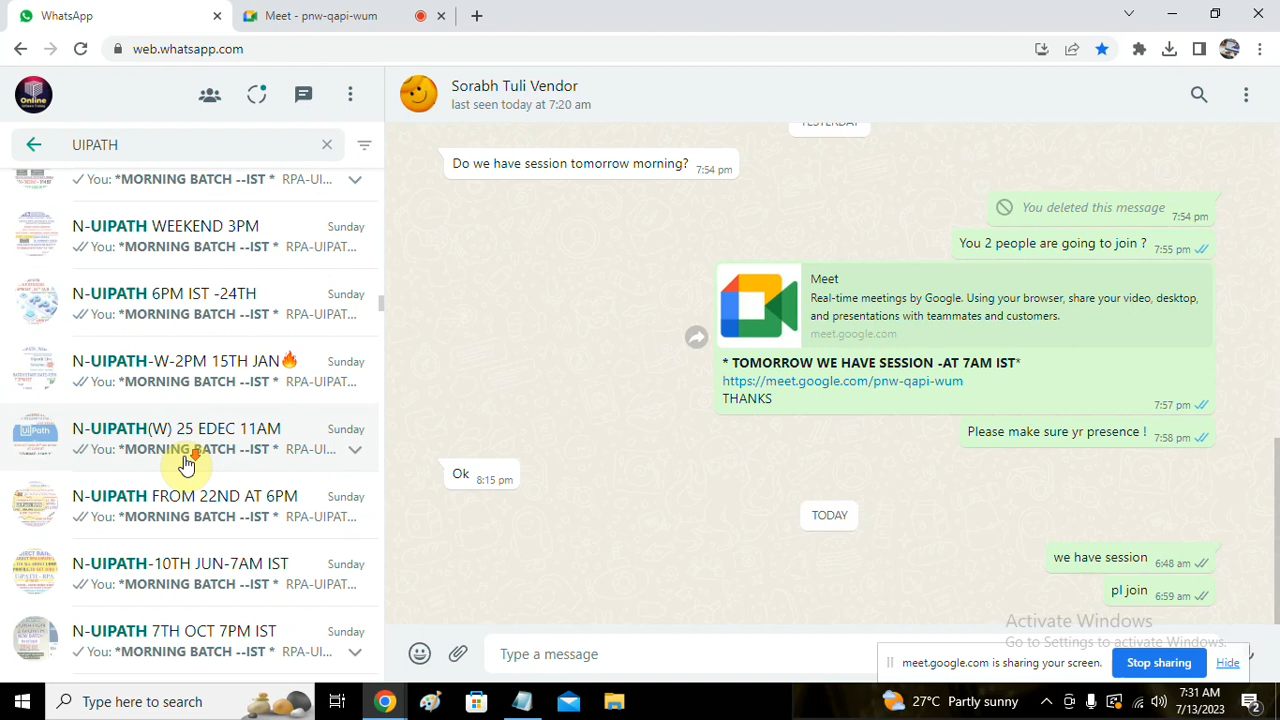 WhatsApp
Meet - pnw-qapi-wum
web.whatsapp.com
Online
UIPATH
You: *MORNING BATCH --IST * RPA-UI...
N-UIPATH WEEKEND 3PM Sunday
You: *MORNING BATCH --IST * RPA-UIPAT...
N-UIPATH 6PM IST -24TH Sunday
You: *MORNING BATCH --IST * RPA-UIPAT...
N-UIPATH-W-2PM 15TH JAN🔥 Sunday
You: *MORNING BATCH --IST * RPA-UIPAT...
UiPath
N-UIPATH(W) 25 EDEC 11AM Sunday
You: *MORNING BATCH --IST * RPA-UI...
N-UIPATH FROM 22ND AT 6PM Sunday
You: *MORNING BATCH --IST * RPA-UIPAT...
N-UIPATH-10TH JUN-7AM IST Sunday
You: *MORNING BATCH --IST * RPA-UIPAT...
N-UIPATH 7TH OCT 7PM IST Sunday
You: *MORNING BATCH --IST * RPA-UI...
Sorabh Tuli Vendor
last seen today at 7:20 am
YESTERDAY
Do we have session tomorrow morning? 7:54 pm
You deleted this message 7:54 pm
You 2 people are going to join ? 7:55 pm
Meet
Real-time meetings by Google. Using your browser, share your video, desktop,
and presentations with teammates and customers.
meet.google.com
* TOMORROW WE HAVE SESSION -AT 7AM IST*
https://meet.google.com/pnw-qapi-wum
THANKS 7:57 pm
Please make sure yr presence ! 7:58 pm
Ok 8:15 pm
TODAY
we have session 6:48 am
pl join 6:59 am
Activate Windows
Go to Settings to activate Windows.
Type a message
meet.google.com is sharing your screen. Stop sharing Hide
Type here to search
27°C Partly sunny
7:31 AM
7/13/2023
2